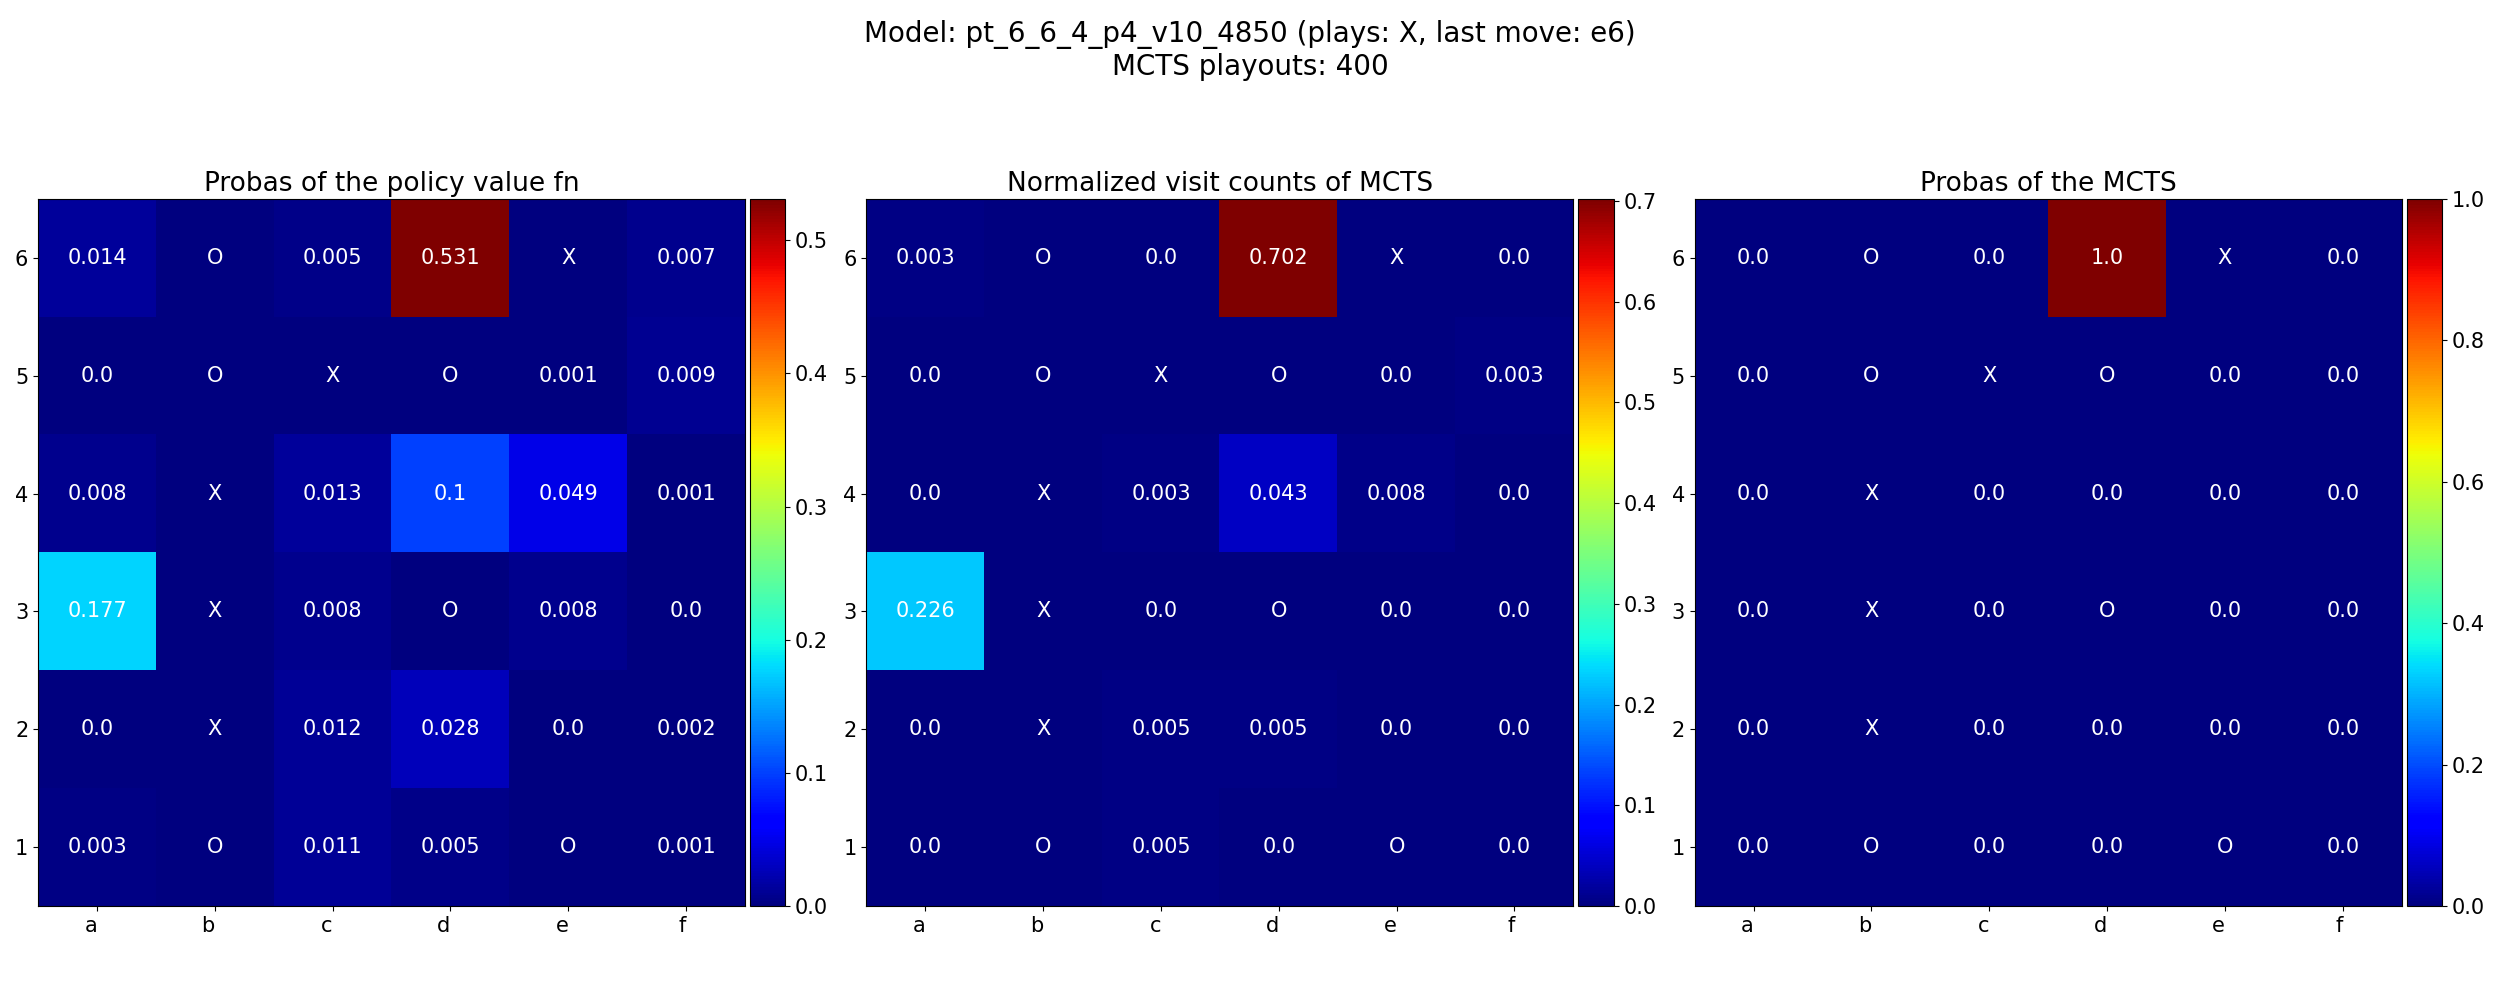 Model: pt_6_6_4_p4_v10_4850 (plays: X, last move: e6)
MCTS playouts: 400
Probas of the policy value fn
6 0.014 O 0.005 0.531 X 0.007
5 0.0 O X O 0.001 0.009
4 0.008 X 0.013 0.1 0.049 0.001
3 0.177 X 0.008 O 0.008 0.0
2 0.0 X 0.012 0.028 0.0 0.002
1 0.003 O 0.011 0.005 O 0.001
a b c d e f
0.5
0.4
0.3
0.2
0.1
0.0
Normalized visit counts of MCTS
6 0.003 O 0.0 0.702 X 0.0
5 0.0 O X O 0.0 0.003
4 0.0 X 0.003 0.043 0.008 0.0
3 0.226 X 0.0 O 0.0 0.0
2 0.0 X 0.005 0.005 0.0 0.0
1 0.0 O 0.005 0.0 O 0.0
a b c d e f
0.7
0.6
0.5
0.4
0.3
0.2
0.1
0.0
Probas of the MCTS
6 0.0 O 0.0 1.0 X 0.0
5 0.0 O X O 0.0 0.0
4 0.0 X 0.0 0.0 0.0 0.0
3 0.0 X 0.0 O 0.0 0.0
2 0.0 X 0.0 0.0 0.0 0.0
1 0.0 O 0.0 0.0 O 0.0
a b c d e f
1.0
0.8
0.6
0.4
0.2
0.0